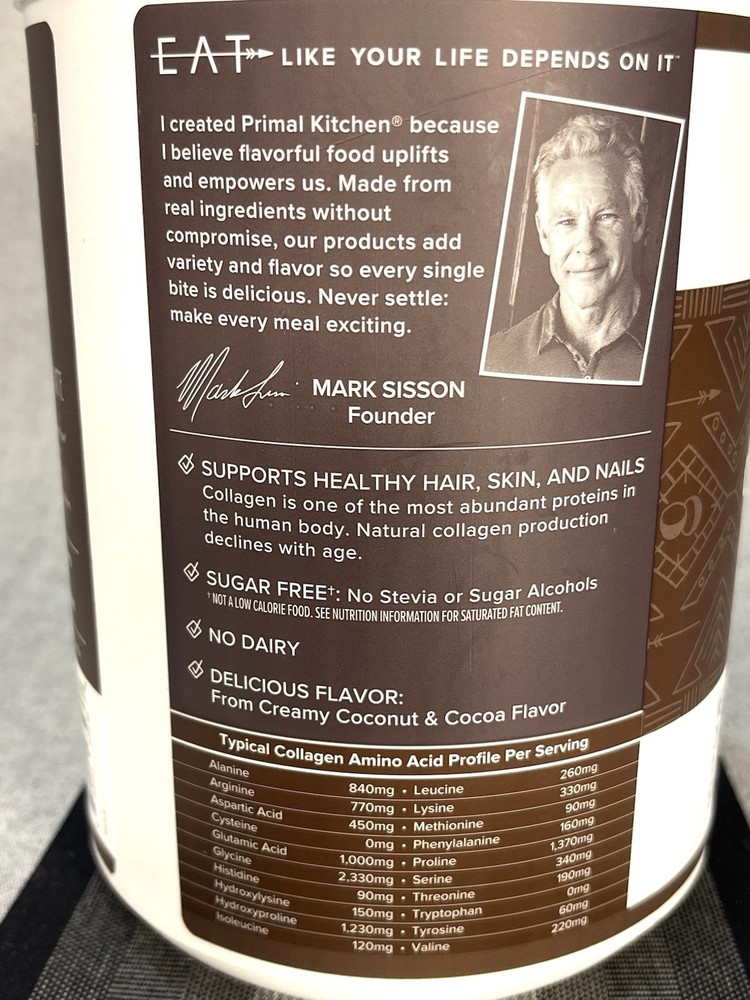 EAT LIKE YOUR LIFE DEPENDS ON IT™
I created Primal Kitchen® because
I believe flavorful food uplifts
and empowers us. Made from
real ingredients without
compromise, our products add
variety and flavor so every single
bite is delicious. Never settle:
make every meal exciting.
Mark Sisson
MARK SISSON
Founder
SUPPORTS HEALTHY HAIR, SKIN, AND NAILS
Collagen is one of the most abundant proteins in
the human body. Natural collagen production
declines with age.
SUGAR FREE†: No Stevia or Sugar Alcohols
†NOT A LOW CALORIE FOOD. SEE NUTRITION INFORMATION FOR SATURATED FAT CONTENT.
NO DAIRY
DELICIOUS FLAVOR:
From Creamy Coconut & Cocoa Flavor
Typical Collagen Amino Acid Profile Per Serving
Alanine 840mg • Leucine 260mg
Arginine 770mg • Lysine 330mg
Aspartic Acid 450mg • Methionine 90mg
Cysteine 0mg • Phenylalanine 160mg
Glutamic Acid 1,000mg • Proline 1,370mg
Glycine 2,330mg • Serine 340mg
Histidine 90mg • Threonine 190mg
Hydroxylysine 150mg • Tryptophan 0mg
Hydroxyproline 1,230mg • Tyrosine 60mg
Isoleucine 120mg • Valine 220mg